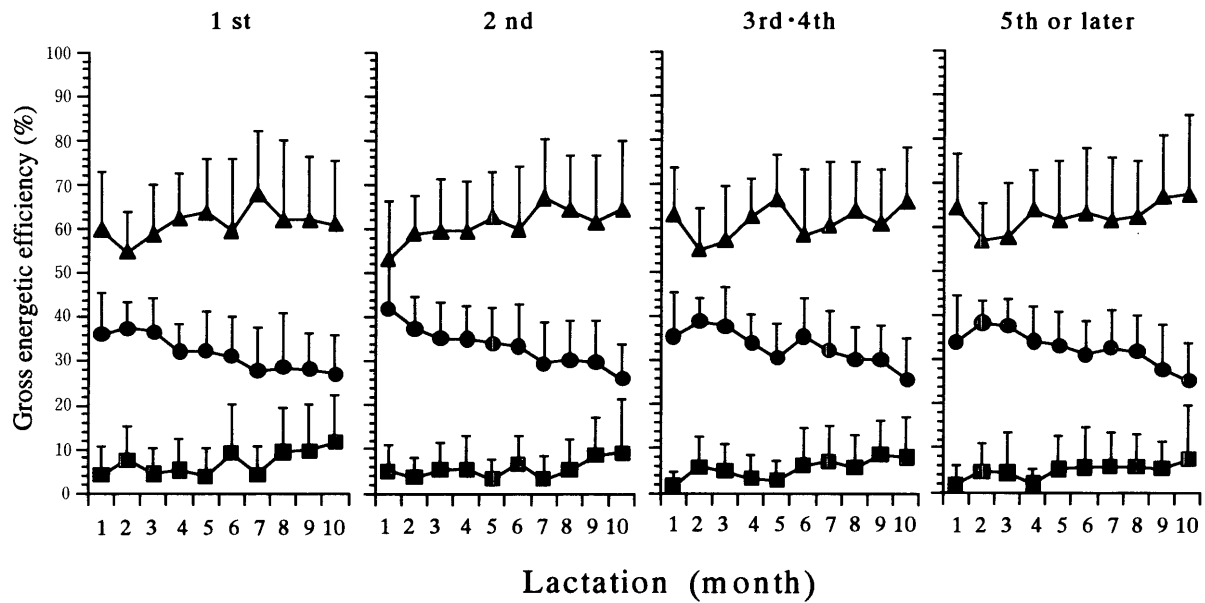 1 st 2 nd 3rd·4th 5th or later
Gross energetic efficiency (%)
100
90
80
70
60
50
40
30
20
10
0
1 2 3 4 5 6 7 8 9 10 1 2 3 4 5 6 7 8 9 10 1 2 3 4 5 6 7 8 9 10 1 2 3 4 5 6 7 8 9 10
Lactation (month)